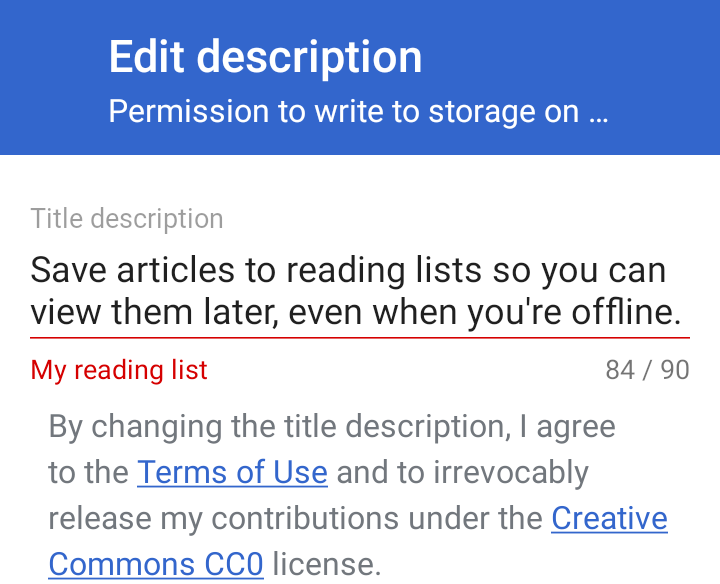 Edit description
Permission to write to storage on ...
Title description
Save articles to reading lists so you can
view them later, even when you're offline.
My reading list
84 / 90
By changing the title description, I agree
to the Terms of Use and to irrevocably
release my contributions under the Creative
Commons CC0 license.